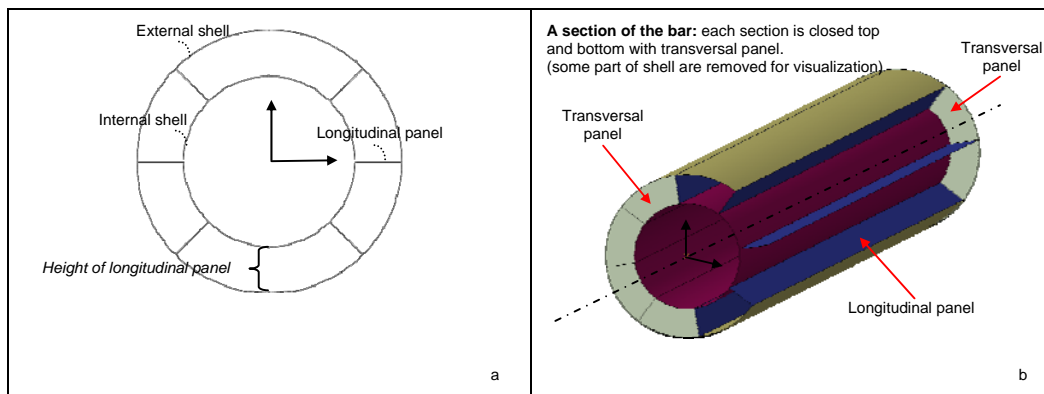 External shell
Internal shell
Longitudinal panel
Height of longitudinal panel
a
A section of the bar: each section is closed top
and bottom with transversal panel.
(some part of shell are removed for visualization)
Transversal
panel
Transversal
panel
Longitudinal panel
b